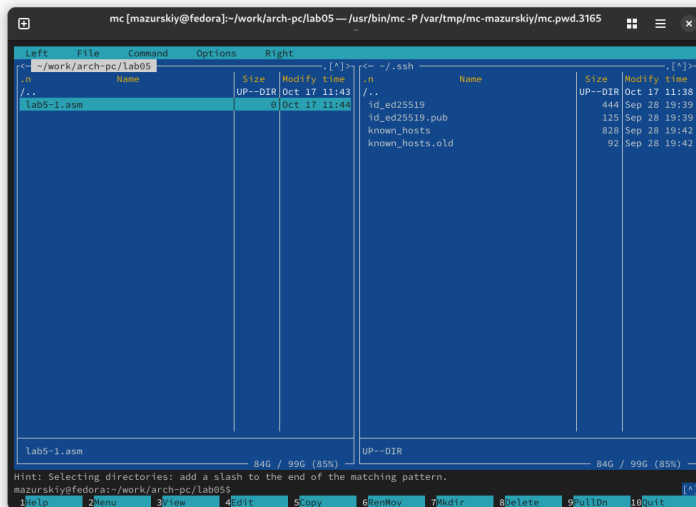 mc [mazurskiy@fedora]:~/work/arch-pc/lab05 — /usr/bin/mc -P /var/tmp/mc-mazurskiy/mc.pwd.3165
Left File Command Options Right
<- ~/work/arch-pc/lab05 .[^]> <- ~/.ssh .[^]>
.n Name Size Modify time .n Name Size Modify time
/.. UP--DIR Oct 17 11:43 /.. UP--DIR Oct 17 11:38
lab5-1.asm 0 Oct 17 11:44 id_ed25519 444 Sep 28 19:39
id_ed25519.pub 125 Sep 28 19:39
known_hosts 828 Sep 28 19:42
known_hosts.old 92 Sep 28 19:42
lab5-1.asm UP--DIR
84G / 99G (85%) 84G / 99G (85%)
Hint: Selecting directories: add a slash to the end of the matching pattern.
mazurskiy@fedora:~/work/arch-pc/lab05$ [^]
1Help 2Menu 3View 4Edit 5Copy 6RenMov 7Mkdir 8Delete 9PullDn 10Quit